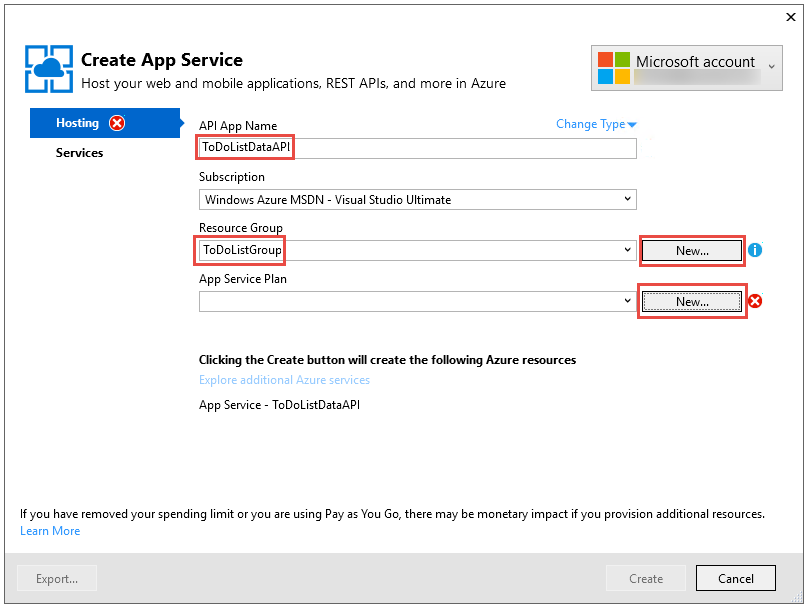 Create App Service
Host your web and mobile applications, REST APIs, and more in Azure
Microsoft account
Hosting
Services
API App Name
Change Type
ToDoListDataAPI
Subscription
Windows Azure MSDN - Visual Studio Ultimate
Resource Group
ToDoListGroup
New...
App Service Plan
New...
Clicking the Create button will create the following Azure resources
Explore additional Azure services
App Service - ToDoListDataAPI
If you have removed your spending limit or you are using Pay as You Go, there may be monetary impact if you provision additional resources.
Learn More
Export...
Create
Cancel